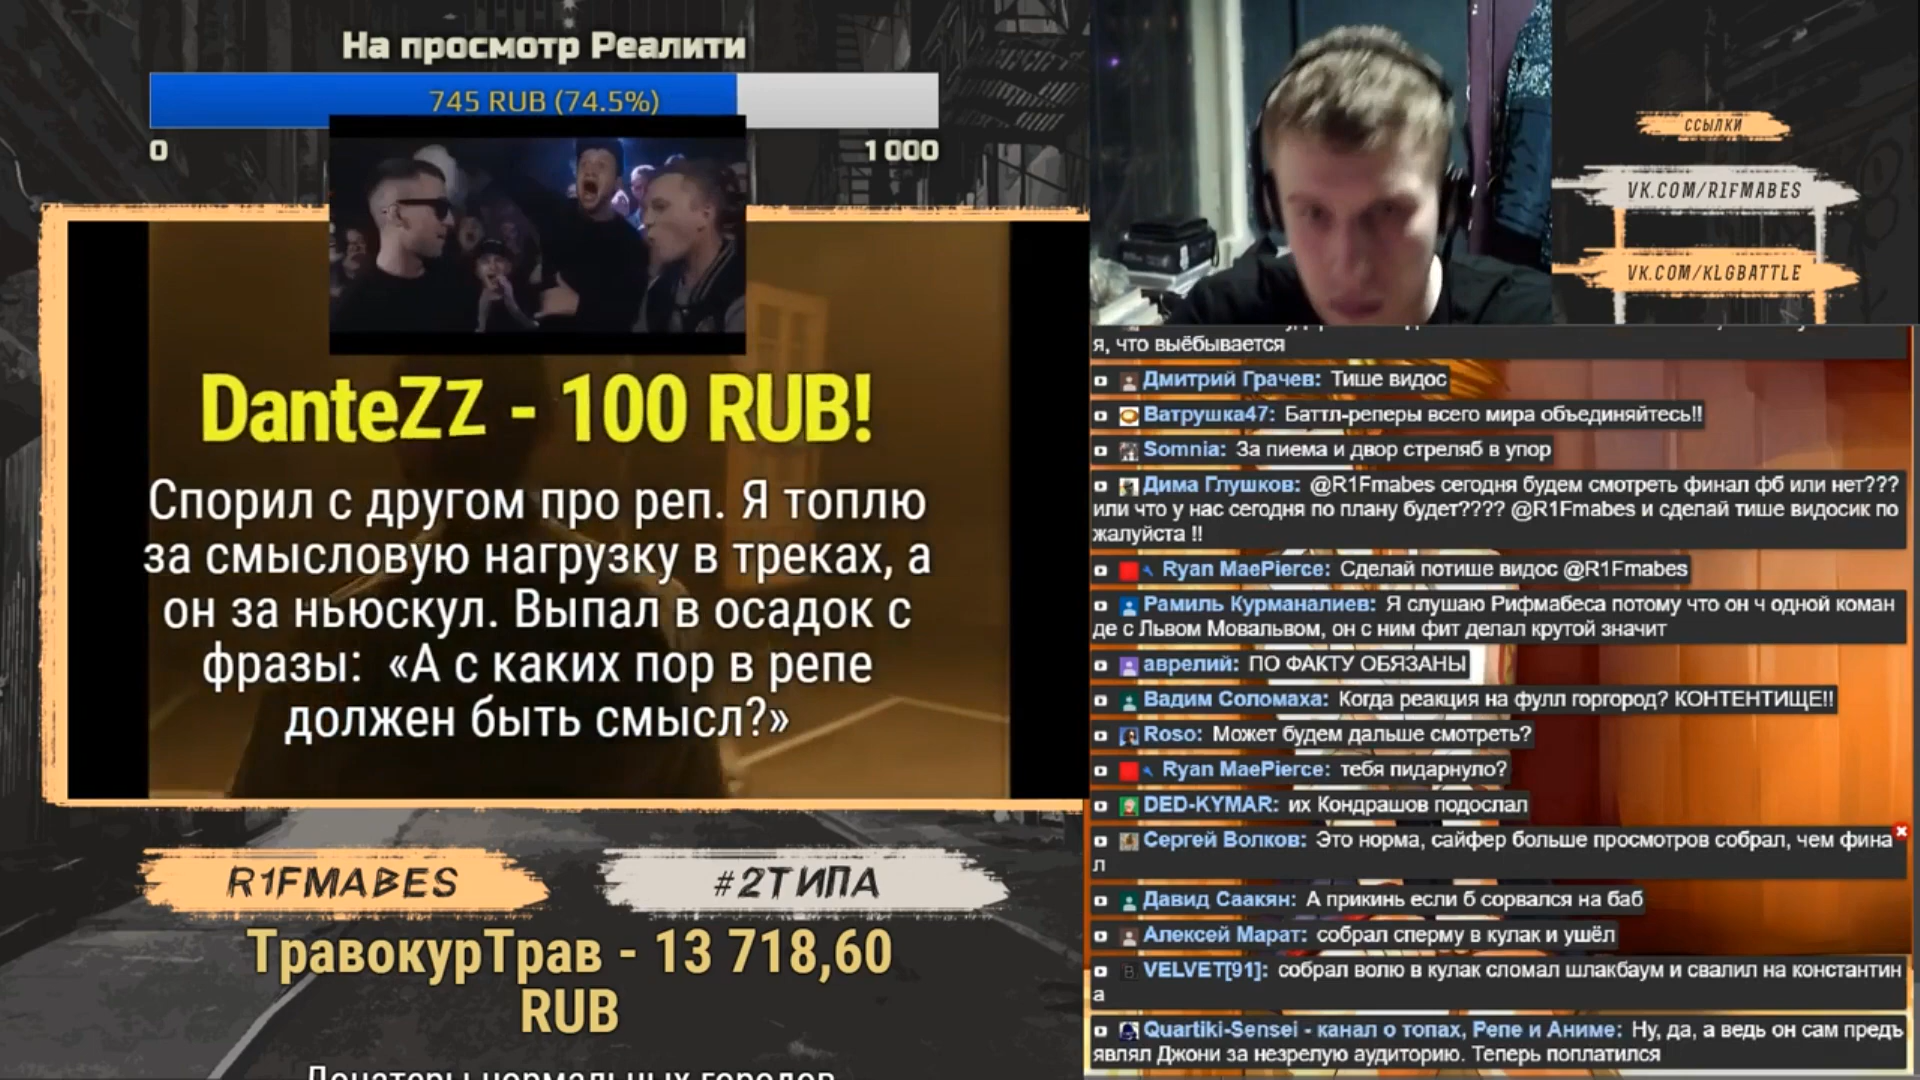 На просмотр Реалити
745 RUB (74.5%)
0
1 000
DanteZZ - 100 RUB!
Спорил с другом про реп. Я топлю
за смысловую нагрузку в треках, а
он за ньюскул. Выпал в осадок с
фразы: «А с каких пор в репе
должен быть смысл?»
R1FMABES
#2ТИПА
ТравокурТрав - 13 718,60
RUB
Донатеры нормальных городов
ССЫЛКИ
VK.COM/R1FMABES
VK.COM/KLGBATTLE
я, что выёбывается
Дмитрий Грачев: Тише видос
Ватрушка47: Баттл-реперы всего мира объединяйтесь!!
Somnia: За пиема и двор стреляб в упор
Дима Глушков: @R1Fmabes сегодня будем смотреть финал фб или нет???
или что у нас сегодня по плану будет???? @R1Fmabes и сделай тише видосик по
жалуйста !!
Ryan MaePierce: Сделай потише видос @R1Fmabes
Рамиль Курманалиев: Я слушаю Рифмабеса потому что он ч одной коман
де с Львом Мовальвом, он с ним фит делал крутой значит
аврелий: ПО ФАКТУ ОБЯЗАНЫ
Вадим Соломаха: Когда реакция на фулл горгород? КОНТЕНТИЩЕ!!
Roso: Может будем дальше смотреть?
Ryan MaePierce: тебя пидарнуло?
DED-KYMAR: их Кондрашов подослал
Сергей Волков: Это норма, сайфер больше просмотров собрал, чем фина
л
Давид Саакян: А прикинь если б сорвался на баб
Алексей Марат: собрал сперму в кулак и ушёл
VELVET[91]: собрал волю в кулак сломал шлакбаум и свалил на константин
а
Quartiki-Sensei - канал о топах, Репе и Аниме: Ну, да, а ведь он сам предъ
являл Джони за незрелую аудиторию. Теперь поплатился